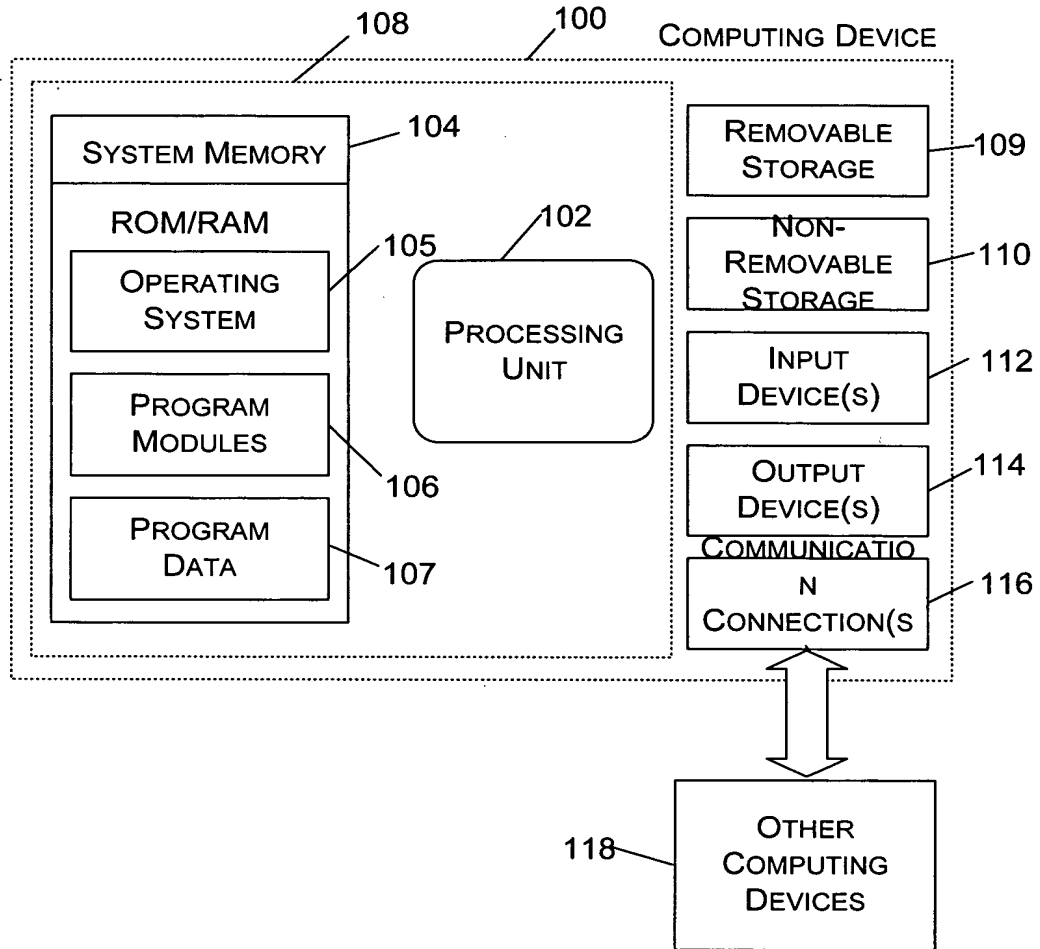 108
100
COMPUTING DEVICE
104
SYSTEM MEMORY
ROM/RAM
105
OPERATING
SYSTEM
PROGRAM
MODULES
106
PROGRAM
DATA
107
102
PROCESSING
UNIT
REMOVABLE
STORAGE
109
NON-
REMOVABLE
STORAGE
110
INPUT
DEVICE(S)
112
OUTPUT
DEVICE(S)
114
COMMUNICATIO
N
CONNECTION(S
116
118
OTHER
COMPUTING
DEVICES